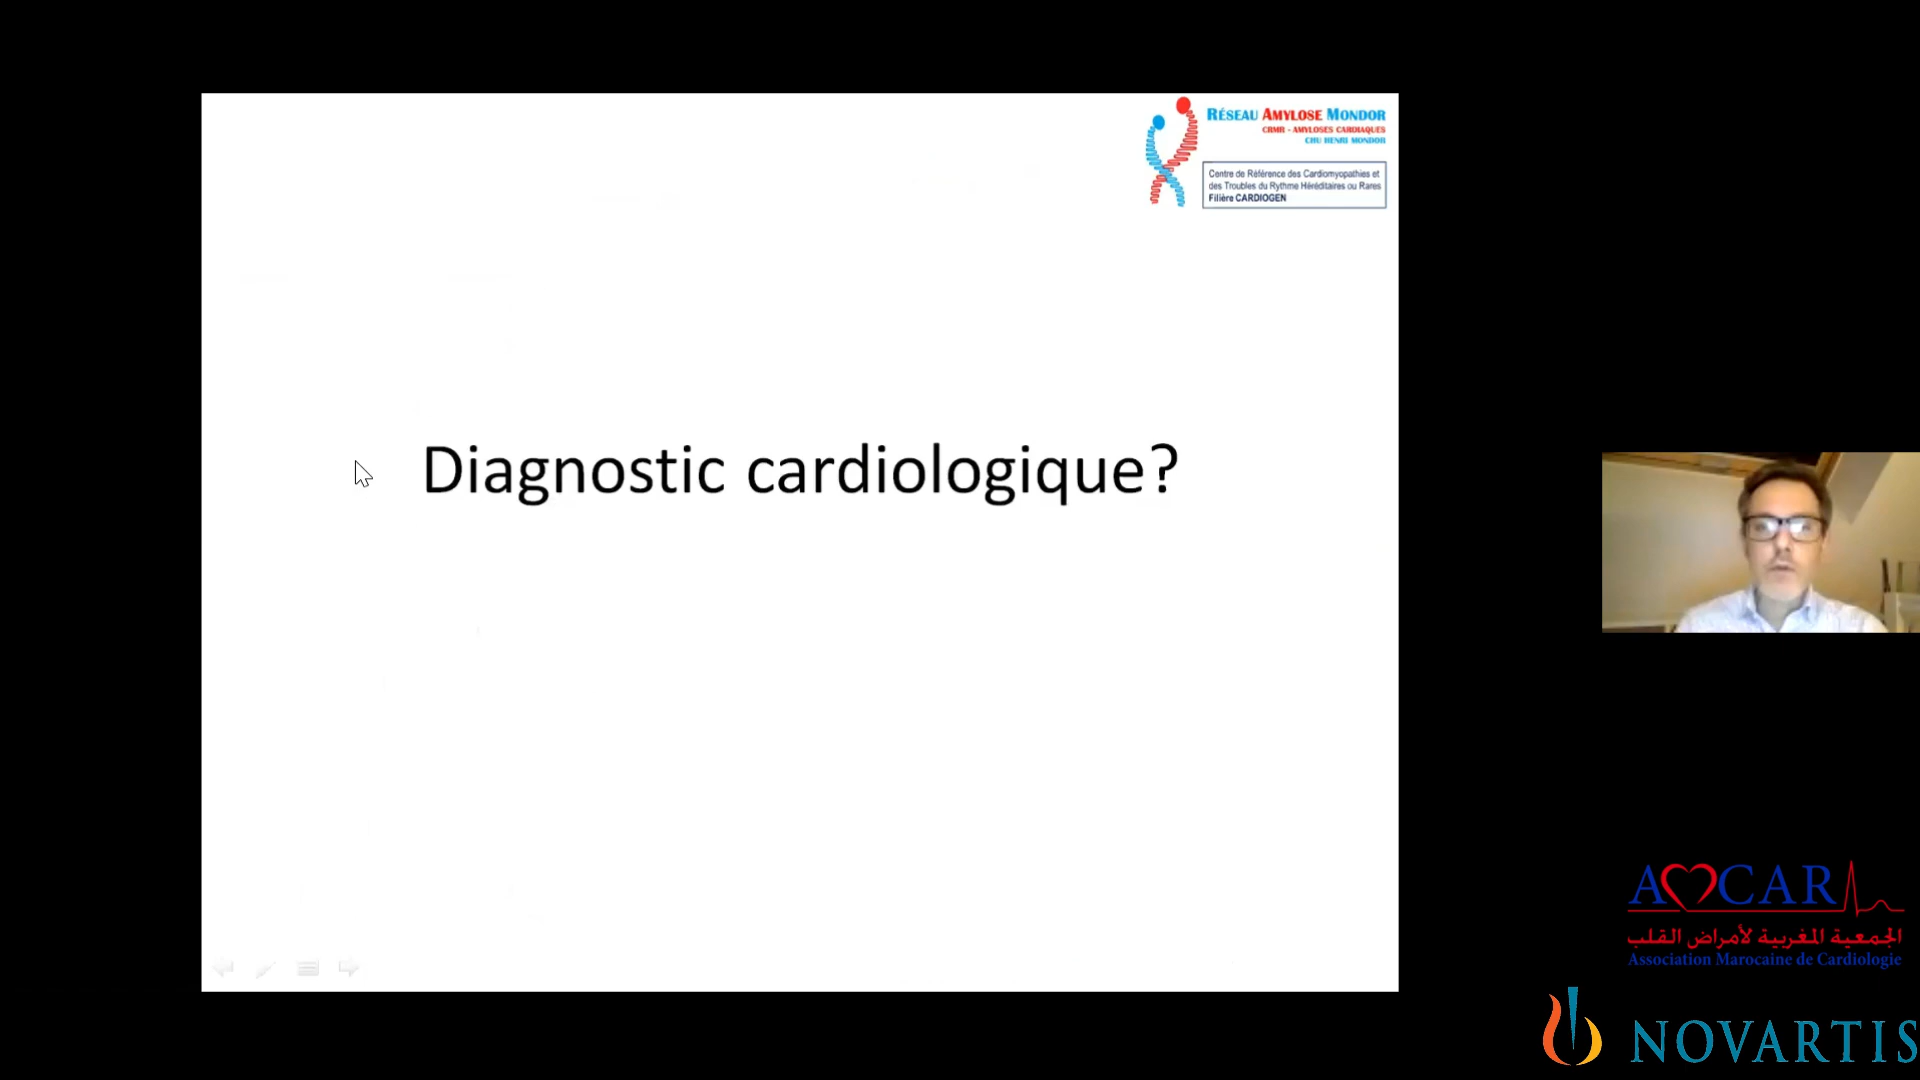 RÉSEAU AMYLOSE MONDOR
CRMR - AMYLOSES CARDIAQUES
CHU HENRI MONDOR
Centre de Référence des Cardiomyopathies et
des Troubles du Rythme Héréditaires ou Rares
Filière CARDIOGEN
Diagnostic cardiologique?
AMCAR
الجمعية المغربية لأمراض القلب
Association Marocaine de Cardiologie
NOVARTIS